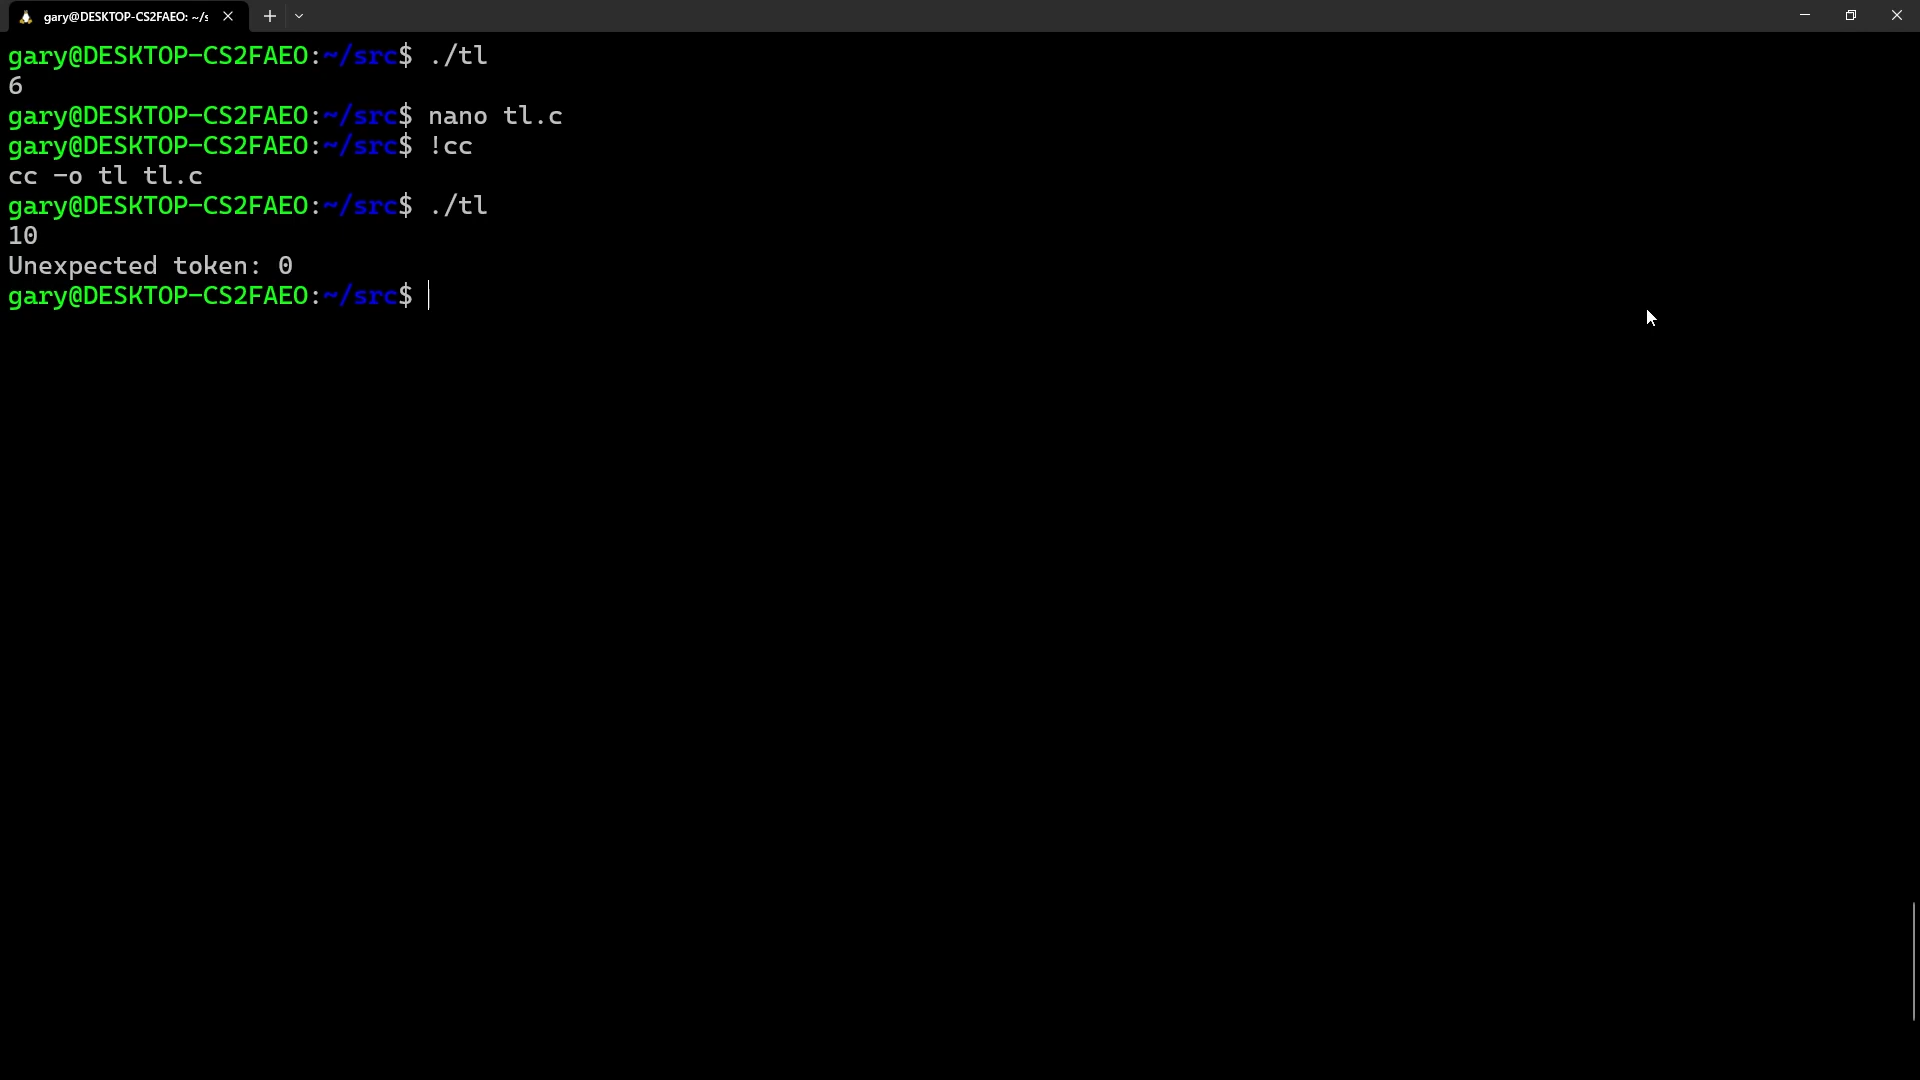 gary@DESKTOP-CS2FAEO: ~/s
gary@DESKTOP-CS2FAEO:~/src$ ./tl
6
gary@DESKTOP-CS2FAEO:~/src$ nano tl.c
gary@DESKTOP-CS2FAEO:~/src$ !cc
cc -o tl tl.c
gary@DESKTOP-CS2FAEO:~/src$ ./tl
10
Unexpected token: 0
gary@DESKTOP-CS2FAEO:~/src$